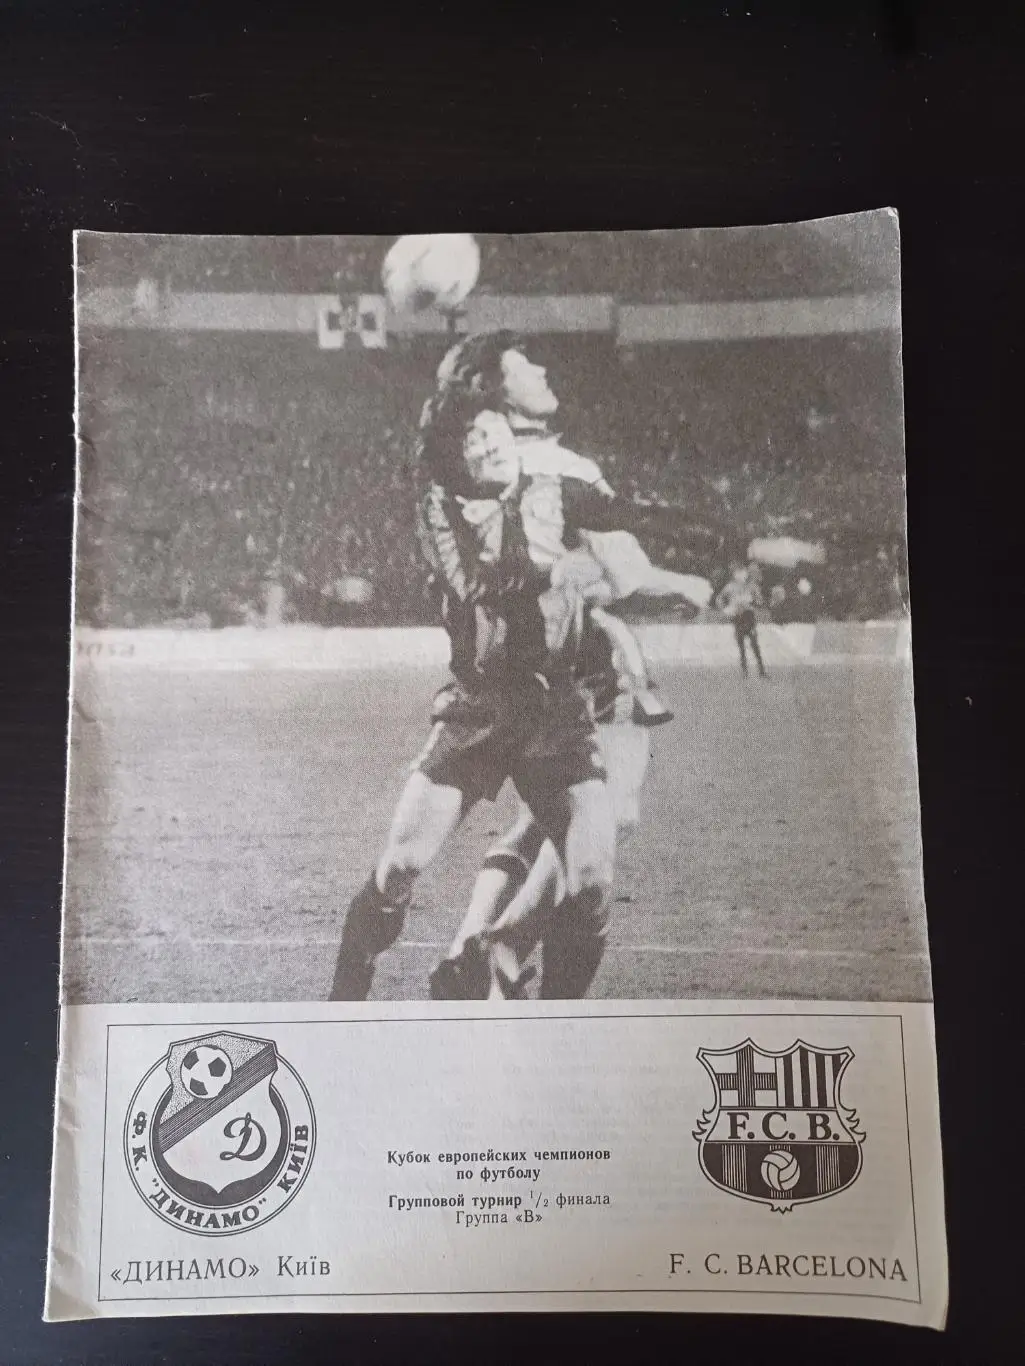 Ф.К. "ДИНАМО" КИЇВ
Д
F. C. B.
Кубок европейских чемпионов
по футболу
Групповой турнир 1/2 финала
Группа «В»
«ДИНАМО» Київ
F. C. BARCELONA